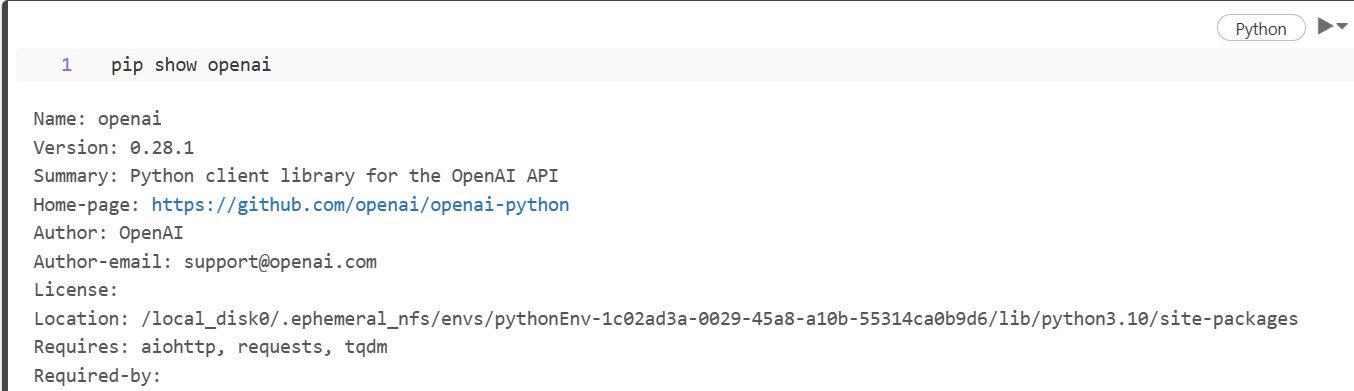 Python
1 pip show openai
Name: openai
Version: 0.28.1
Summary: Python client library for the OpenAI API
Home-page: https://github.com/openai/openai-python
Author: OpenAI
Author-email: support@openai.com
License:
Location: /local_disk0/.ephemeral_nfs/envs/pythonEnv-1c02ad3a-0029-45a8-a10b-55314ca0b9d6/lib/python3.10/site-packages
Requires: aiohttp, requests, tqdm
Required-by: